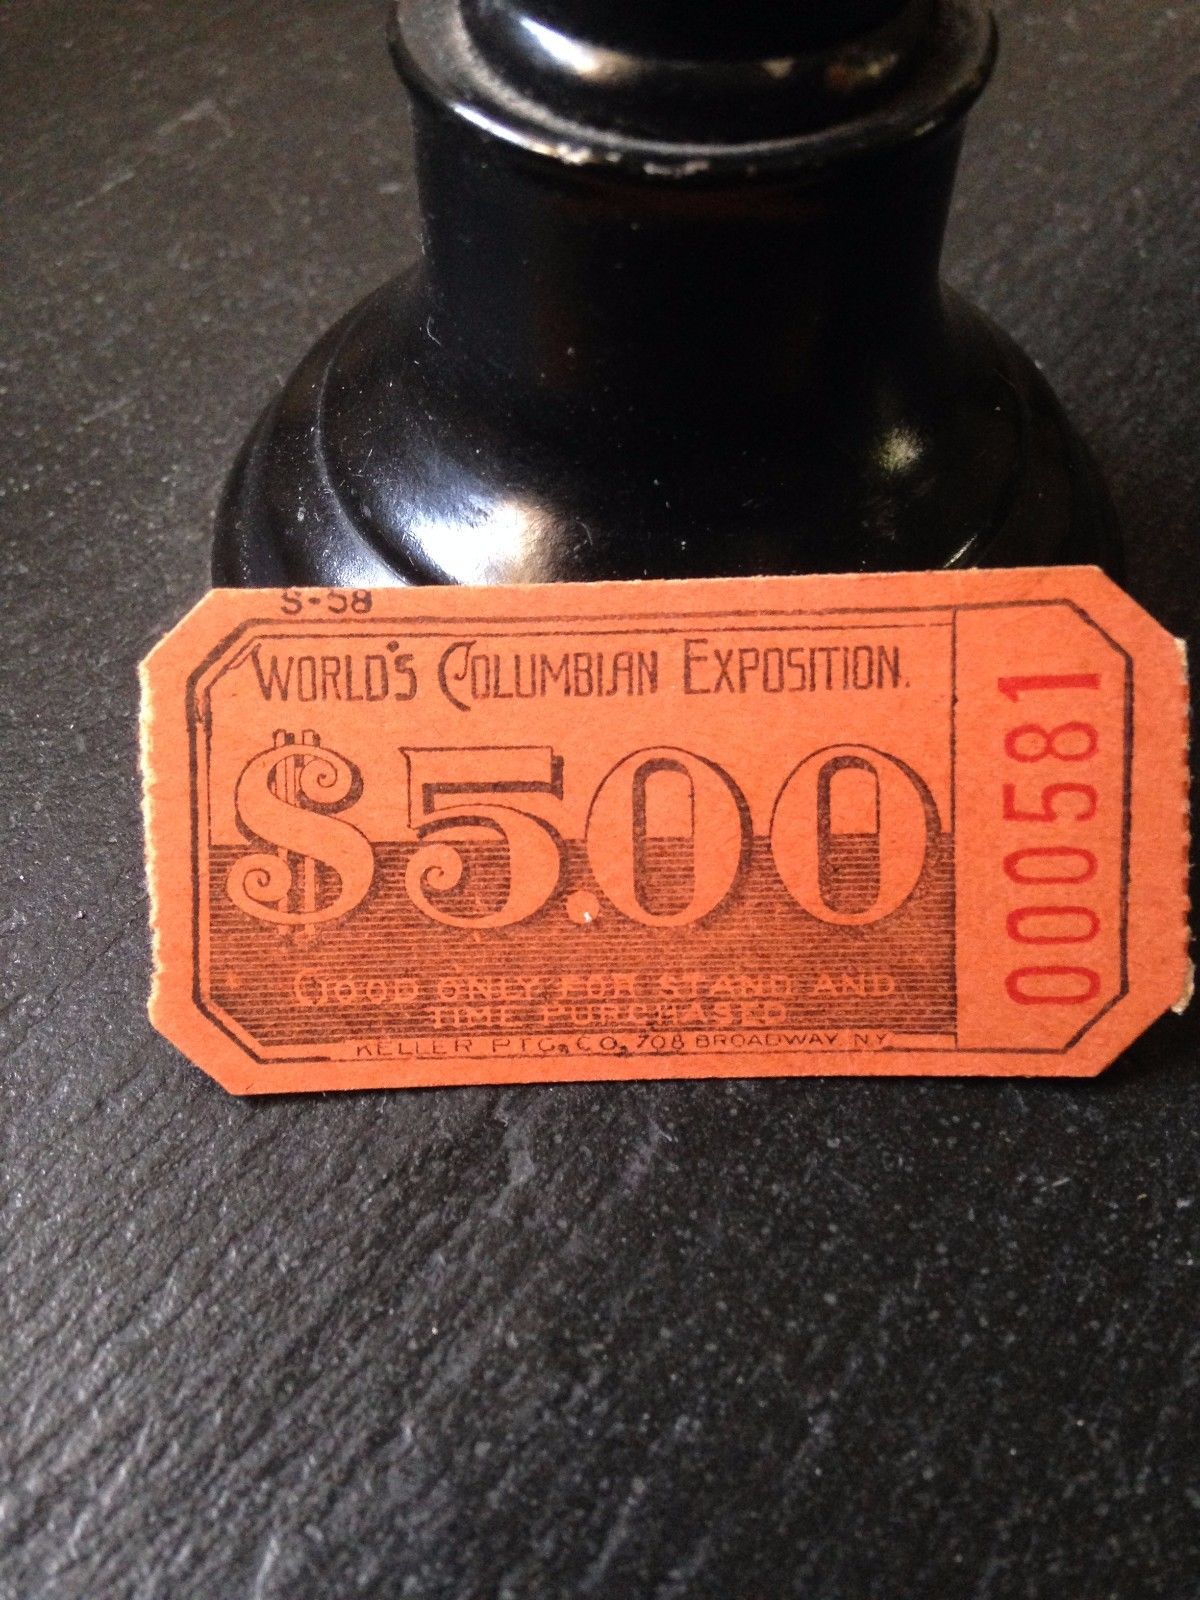 S-58
WORLD'S COLUMBIAN EXPOSITION.
$5.00
GOOD ONLY FOR STAND AND
TIME PURCHASED
KELLER PTG. CO. 708 BROADWAY. N.Y.
000581